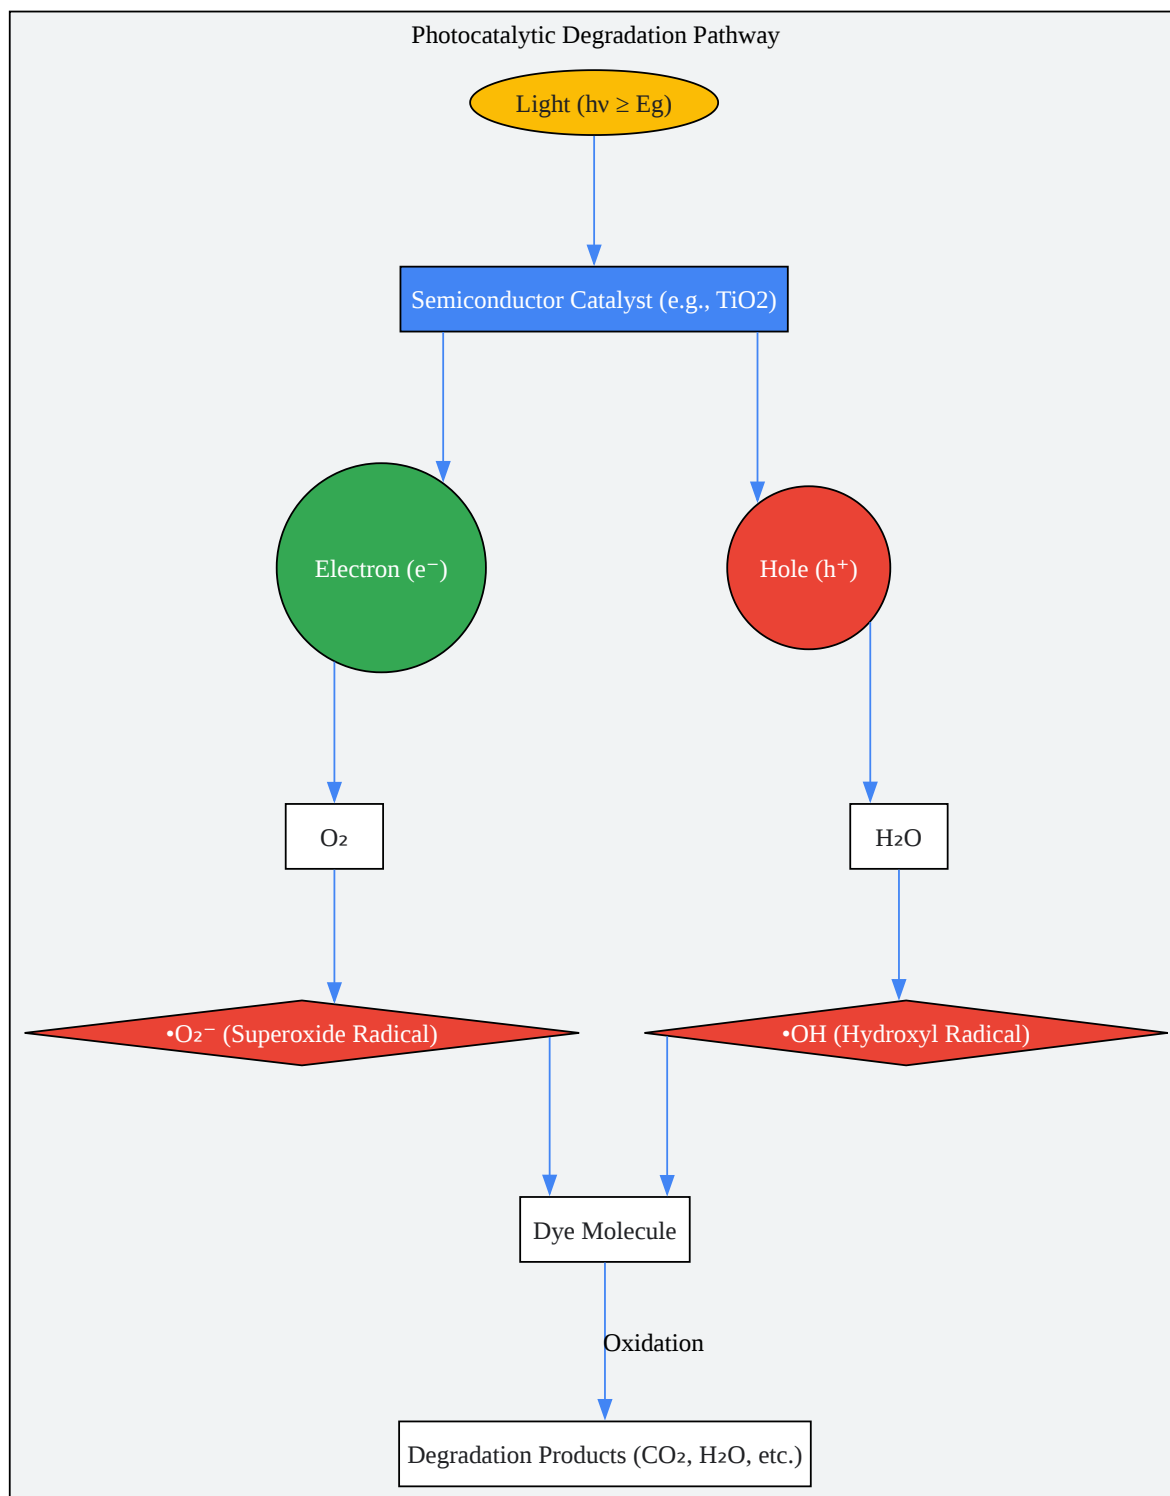 Photocatalytic Degradation Pathway
Light (hν ≥ Eg)
Semiconductor Catalyst (e.g., TiO2)
Electron (e⁻)
Hole (h⁺)
O₂
H₂O
•O₂⁻ (Superoxide Radical)
•OH (Hydroxyl Radical)
Dye Molecule
Oxidation
Degradation Products (CO₂, H₂O, etc.)